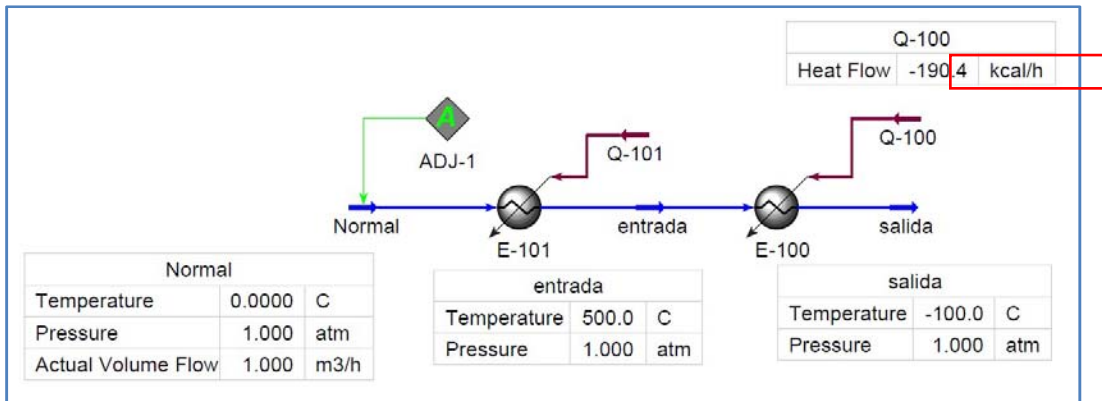 Q-100
Heat Flow -190.4 kcal/h
A
ADJ-1
Q-101
Q-100
Normal
E-101
entrada
E-100
salida
Normal
Temperature 0.0000 C
Pressure 1.000 atm
Actual Volume Flow 1.000 m3/h
entrada
Temperature 500.0 C
Pressure 1.000 atm
salida
Temperature -100.0 C
Pressure 1.000 atm